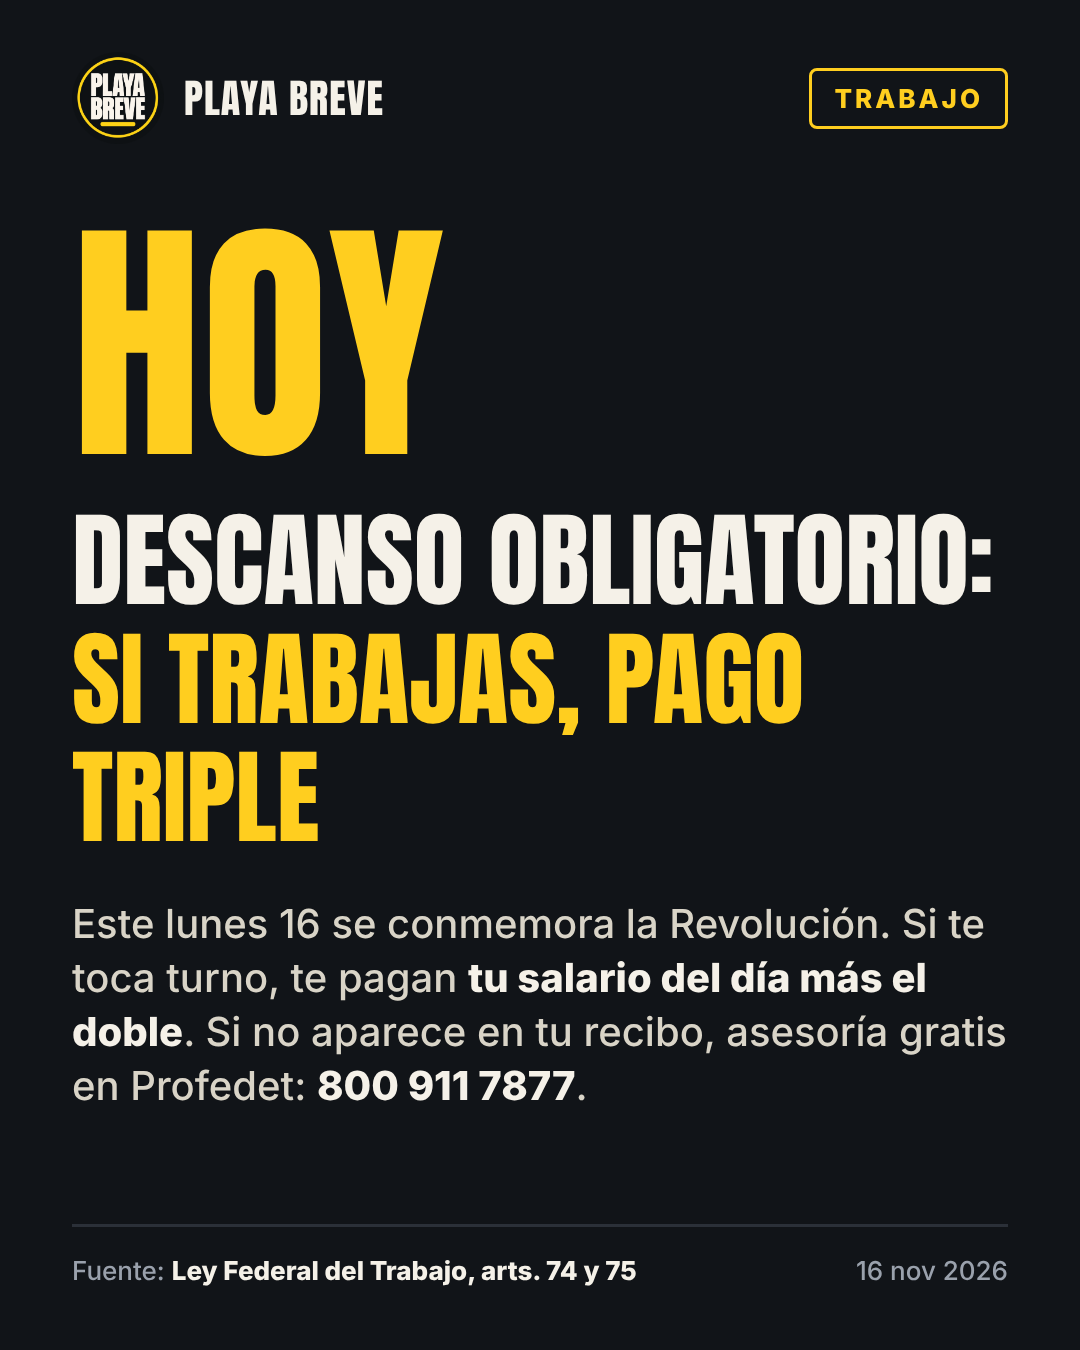 PLAYA
BREVE
PLAYA BREVE
TRABAJO
HOY
DESCANSO OBLIGATORIO:
SI TRABAJAS, PAGO
TRIPLE
Este lunes 16 se conmemora la Revolución. Si te
toca turno, te pagan tu salario del día más el
doble. Si no aparece en tu recibo, asesoría gratis
en Profedet: 800 911 7877.
Fuente: Ley Federal del Trabajo, arts. 74 y 75
16 nov 2026